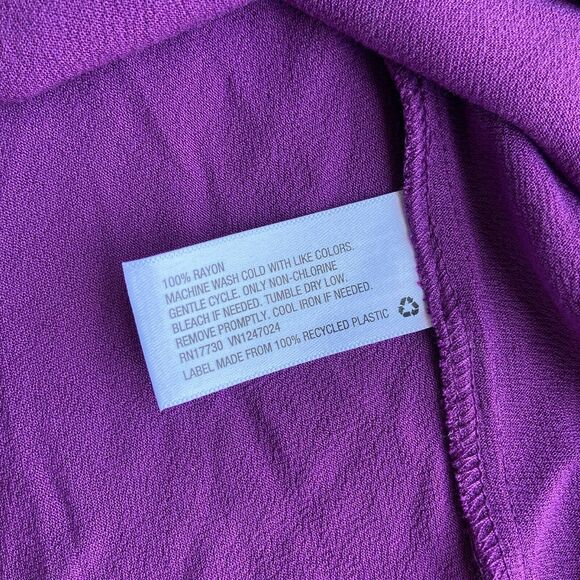 100% RAYON
MACHINE WASH COLD WITH LIKE COLORS.
GENTLE CYCLE. ONLY NON-CHLORINE
BLEACH IF NEEDED. TUMBLE DRY LOW.
REMOVE PROMPTLY. COOL IRON IF NEEDED.
RN17730 VN1247024
LABEL MADE FROM 100% RECYCLED PLASTIC